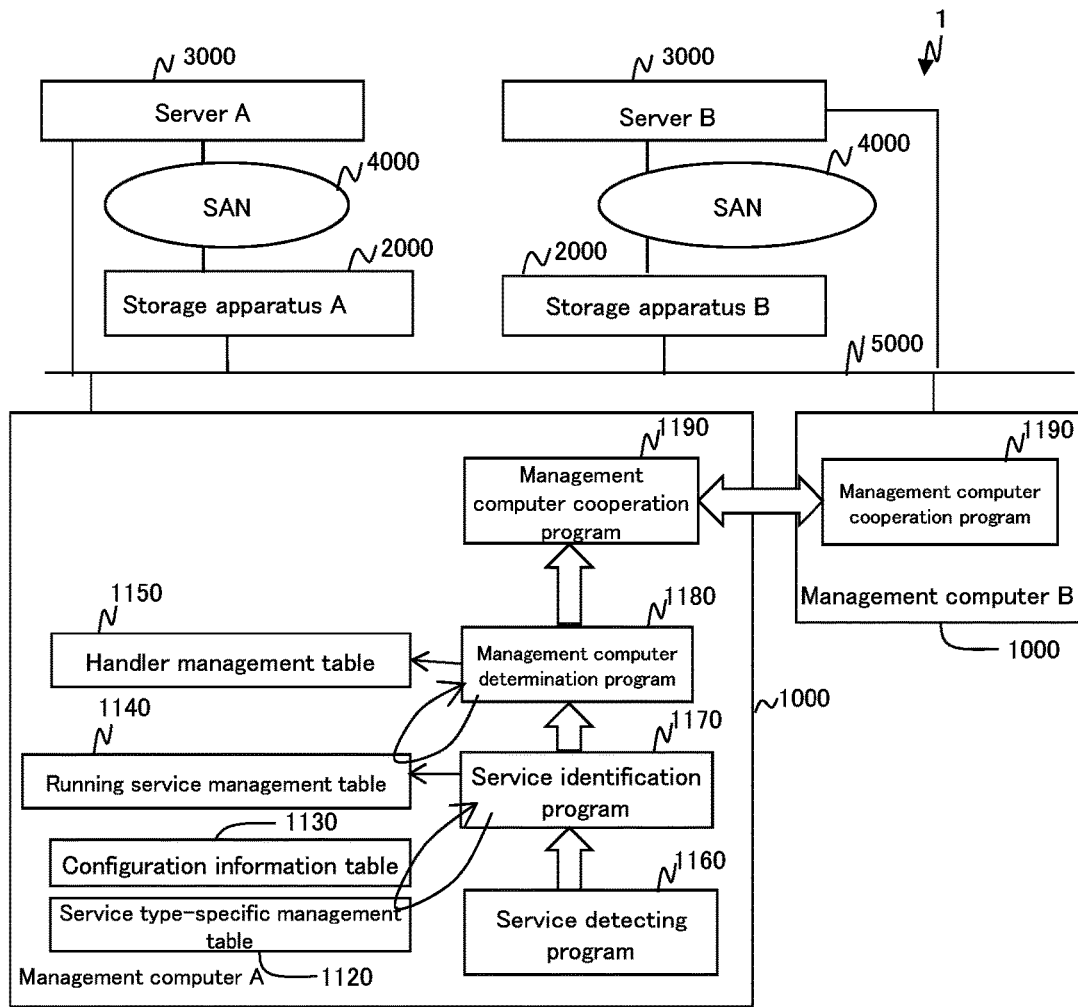 1
3000
3000
Server A
Server B
4000
4000
SAN
SAN
2000
2000
Storage apparatus A
Storage apparatus B
5000
1190
1190
Management
computer cooperation
program
Management computer
cooperation program
Management computer B
1000
1150
1180
Handler management table
Management computer
determination program
1000
1140
1170
Running service management table
Service identification
program
1130
Configuration information table
1160
Service type-specific management
table
Service detecting
program
Management computer A
1120